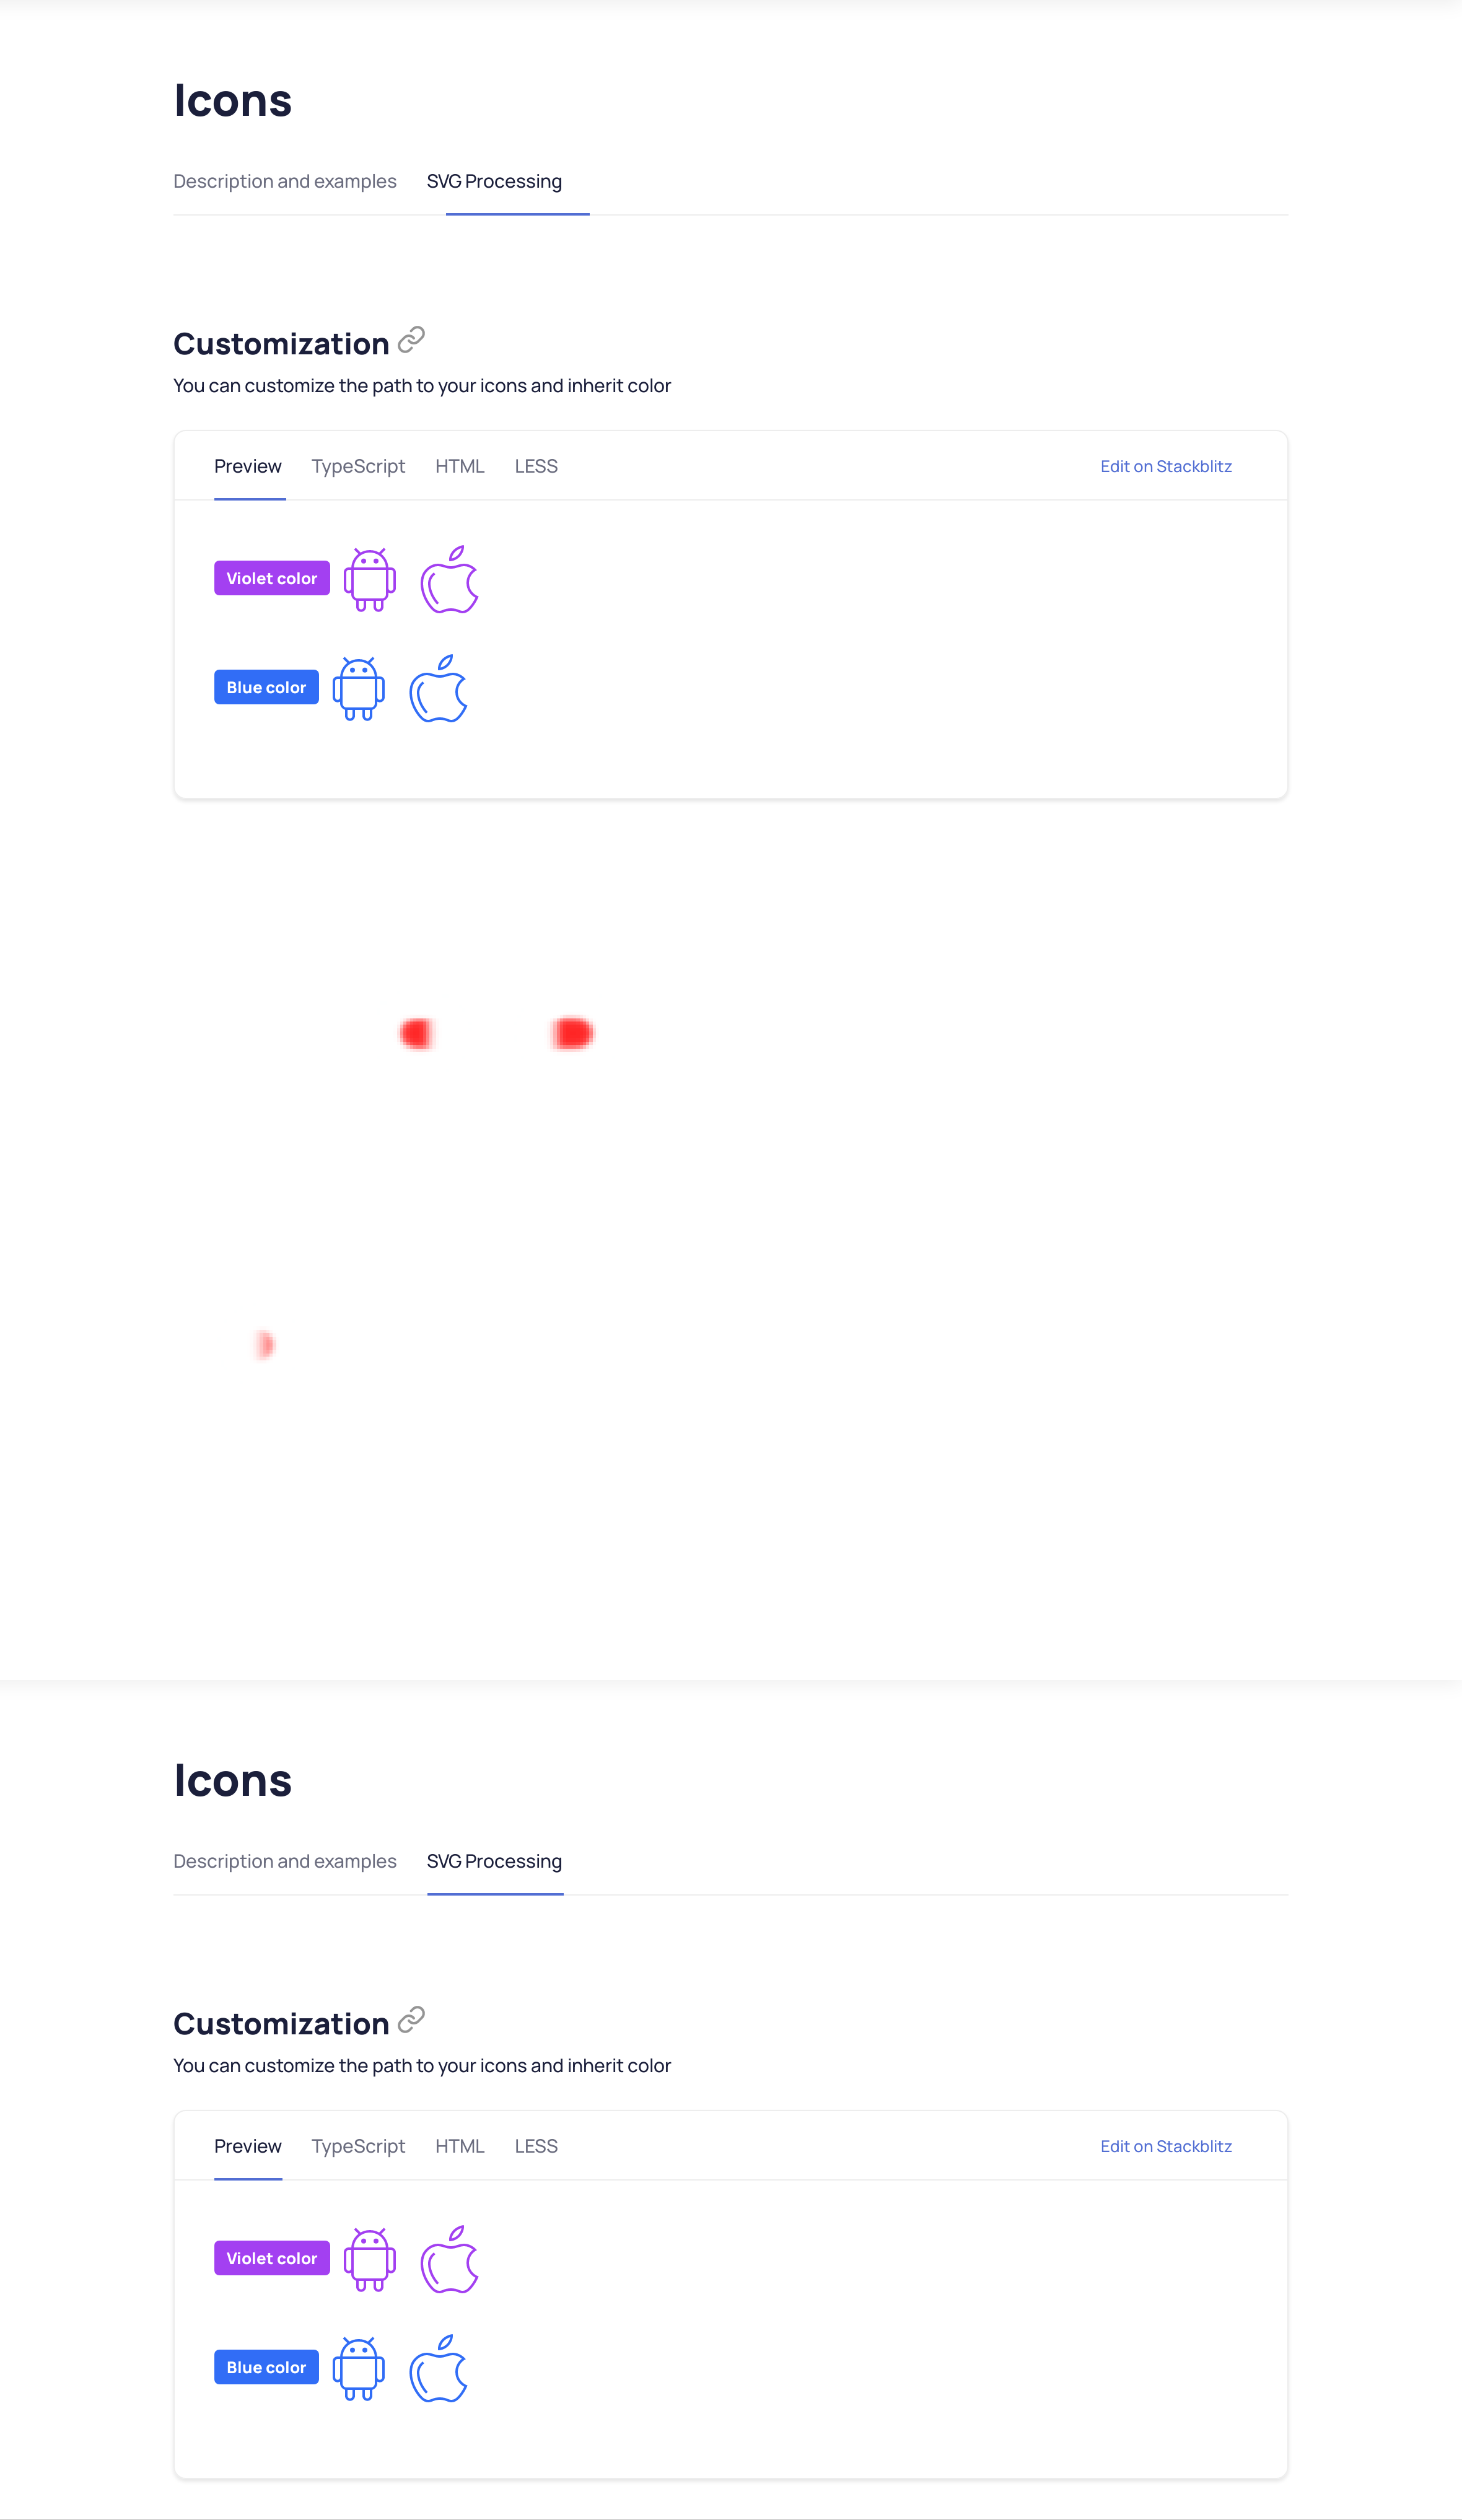 Icons
Description and examples SVG Processing
Customization
You can customize the path to your icons and inherit color
Preview TypeScript HTML LESS Edit on Stackblitz
Violet color
Blue color
Icons
Description and examples SVG Processing
Customization
You can customize the path to your icons and inherit color
Preview TypeScript HTML LESS Edit on Stackblitz
Violet color
Blue color